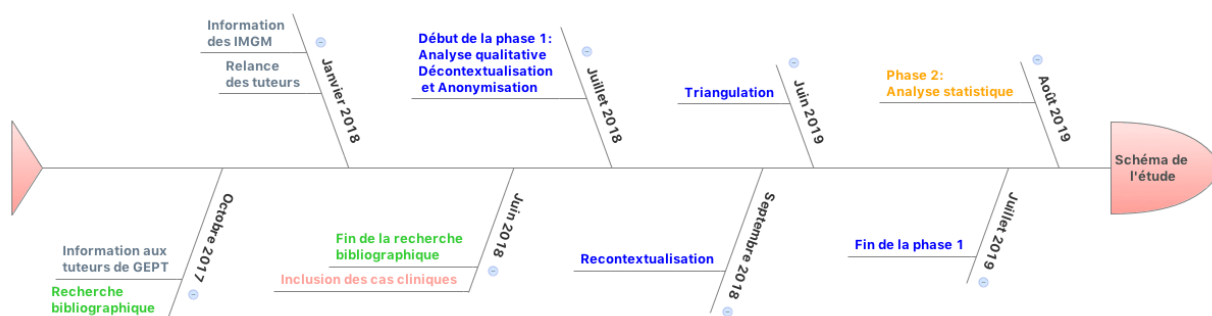 Information
des IMGM
Relance
des tuteurs
Janvier 2018
Début de la phase 1:
Analyse qualitative
Décontextualisation
et Anonymisation
Juillet 2018
Triangulation
Juin 2019
Phase 2:
Analyse statistique
Août 2019
Schéma de
l'étude
Octobre 2017
Information aux
tuteurs de GEPT
Recherche
bibliographique
Juin 2018
Fin de la recherche
bibliographique
Inclusion des cas cliniques
Septembre 2018
Recontextualisation
Juillet 2019
Fin de la phase 1